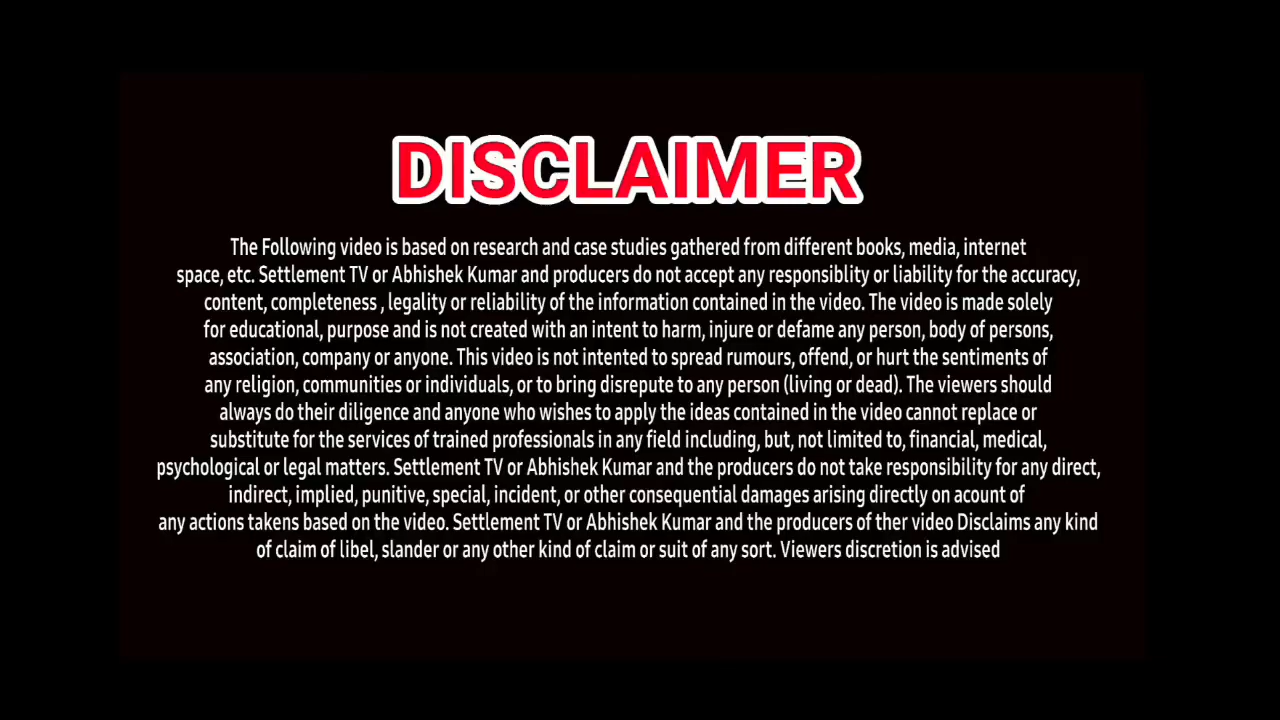 DISCLAIMER
The Following video is based on research and case studies gathered from different books, media, internet
space, etc. Settlement TV or Abhishek Kumar and producers do not accept any responsiblity or liability for the accuracy,
content, completeness , legality or reliability of the information contained in the video. The video is made solely
for educational, purpose and is not created with an intent to harm, injure or defame any person, body of persons,
association, company or anyone. This video is not intented to spread rumours, offend, or hurt the sentiments of
any religion, communities or individuals, or to bring disrepute to any person (living or dead). The viewers should
always do their diligence and anyone who wishes to apply the ideas contained in the video cannot replace or
substitute for the services of trained professionals in any field including, but, not limited to, financial, medical,
psychological or legal matters. Settlement TV or Abhishek Kumar and the producers do not take responsibility for any direct,
indirect, implied, punitive, special, incident, or other consequential damages arising directly on acount of
any actions takens based on the video. Settlement TV or Abhishek Kumar and the producers of ther video Disclaims any kind
of claim of libel, slander or any other kind of claim or suit of any sort. Viewers discretion is advised